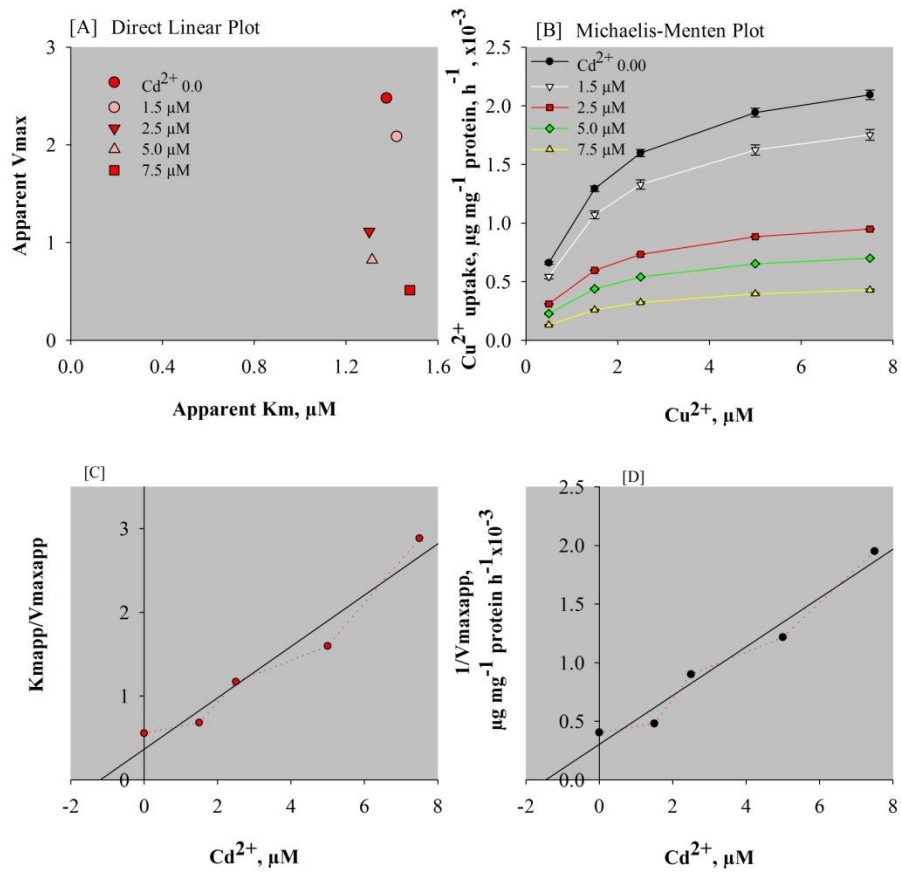 [A] Direct Linear Plot
3
2
1
0
0.0 0.4 0.8 1.2 1.6
Apparent Vmax
Apparent Km, µM
Cd2+ 0.0
1.5 µM
2.5 µM
5.0 µM
7.5 µM
[B] Michaelis-Menten Plot
2.5
2.0
1.5
1.0
0.5
0.0
0 2 4 6 8
Cu2+ uptake, µg mg-1 protein, h-1, x10-3
Cu2+, µM
Cd2+ 0.00
1.5 µM
2.5 µM
5.0 µM
7.5 µM
[C]
3
2
1
0
-2 0 2 4 6 8
Kmapp/Vmaxapp
Cd2+, µM
[D]
2.5
2.0
1.5
1.0
0.5
0
-2 0 2 4 6 8
1/Vmaxapp,
µg mg-1 protein h-1x10-3
Cd2+, µM